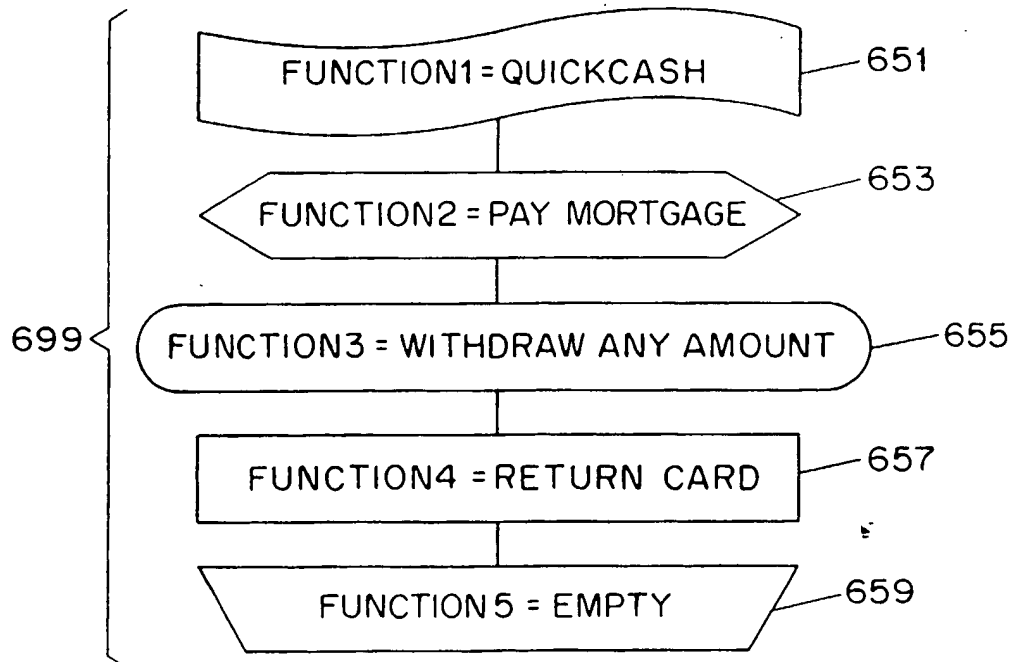 FUNCTION1 = QUICKCASH
651
FUNCTION2 = PAY MORTGAGE
653
699
FUNCTION3 = WITHDRAW ANY AMOUNT
655
FUNCTION4 = RETURN CARD
657
FUNCTION5 = EMPTY
659